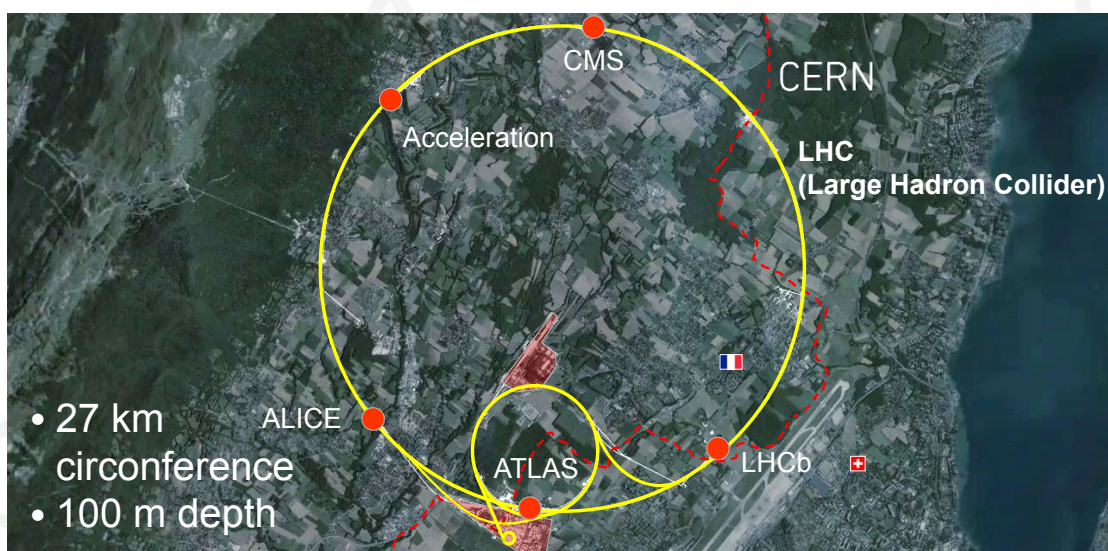 CMS
CERN
Acceleration
LHC
(Large Hadron Collider)
ALICE
• 27 km
circonference
• 100 m depth
ATLAS
LHCb